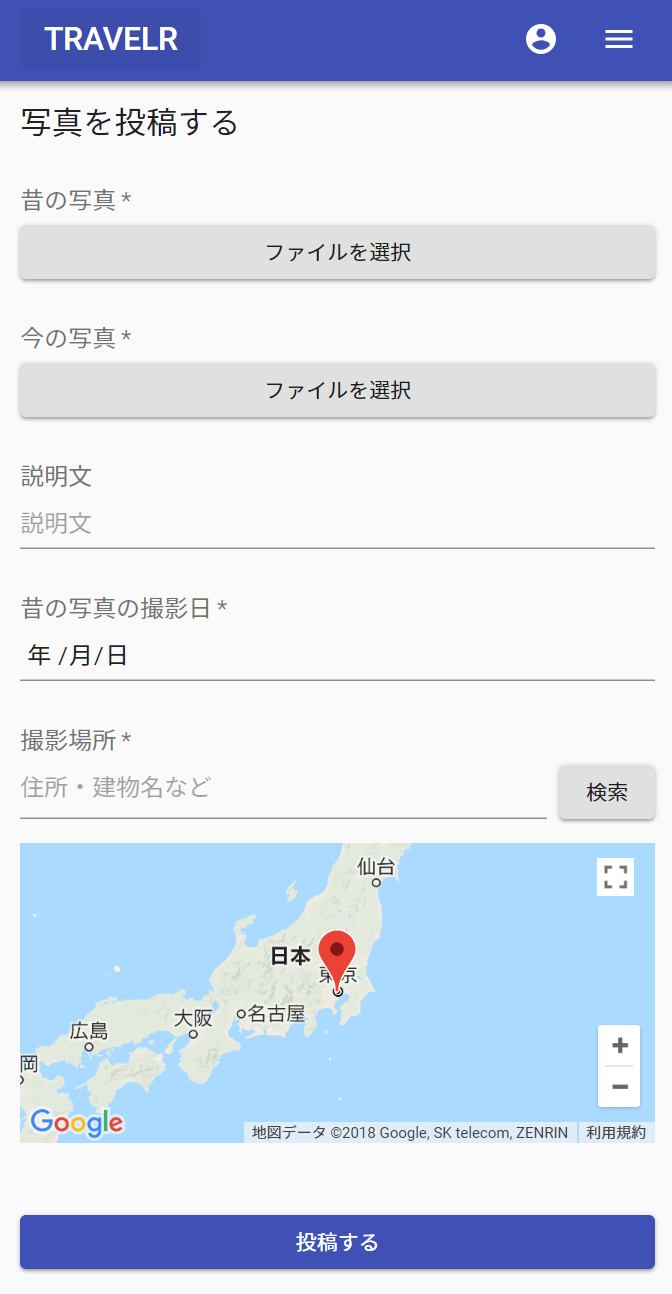 TRAVELR
写真を投稿する
昔の写真 *
ファイルを選択
今の写真 *
ファイルを選択
説明文
説明文
昔の写真の撮影日 *
年 /月/日
撮影場所 *
住所・建物名など
検索
仙台
日本
東京
名古屋
大阪
広島
岡
+
−
Google
地図データ ©2018 Google, SK telecom, ZENRIN
利用規約
投稿する